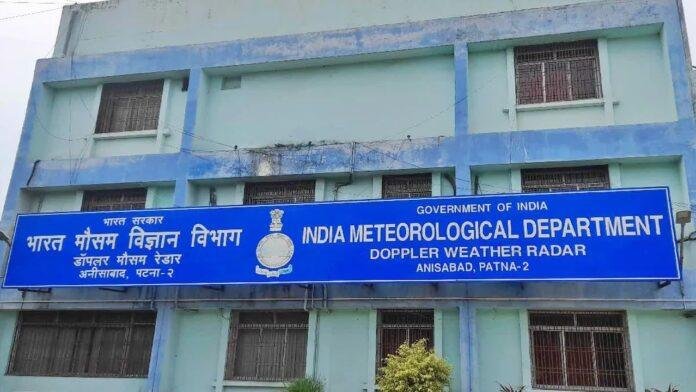 भारत सरकार
भारत मौसम विज्ञान विभाग
डॉपलर मौसम रेडार
अनीसाबाद, पटना-२
GOVERNMENT OF INDIA
INDIA METEOROLOGICAL DEPARTMENT
DOPPLER WEATHER RADAR
ANISABAD, PATNA-2